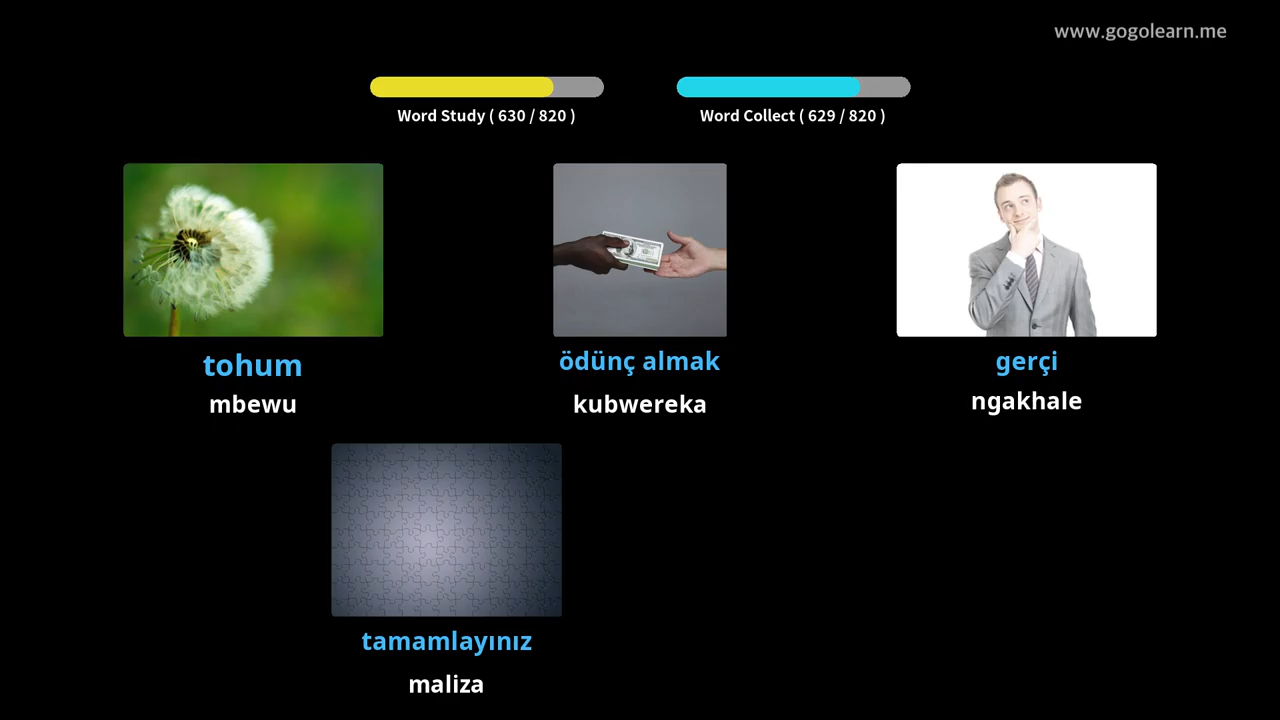 www.gogolearn.me
Word Study ( 630 / 820 )
Word Collect ( 629 / 820 )
tohum
mbewu
ödünç almak
kubwereka
gerçi
ngakhale
tamamlayınız
maliza